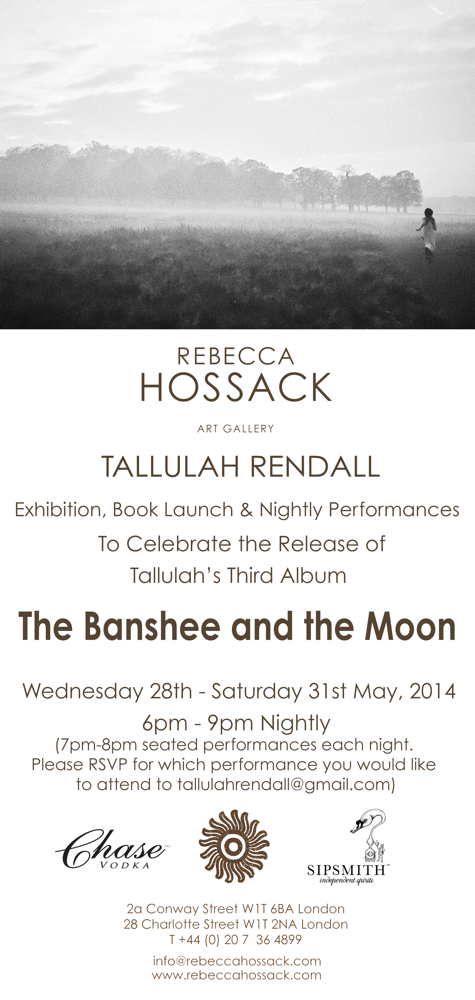 REBECCA
HOSSACK
ART GALLERY
TALLULAH RENDALL
Exhibition, Book Launch & Nightly Performances
To Celebrate the Release of
Tallulah’s Third Album
The Banshee and the Moon
Wednesday 28th - Saturday 31st May, 2014
6pm - 9pm Nightly
(7pm-8pm seated performances each night.
Please RSVP for which performance you would like
to attend to tallulahrendall@gmail.com)
Chase™
VODKA
SIPSMITH™
independent spirits
2a Conway Street W1T 6BA London
28 Charlotte Street W1T 2NA London
T +44 (0) 20 7 36 4899
info@rebeccahossack.com
www.rebeccahossack.com